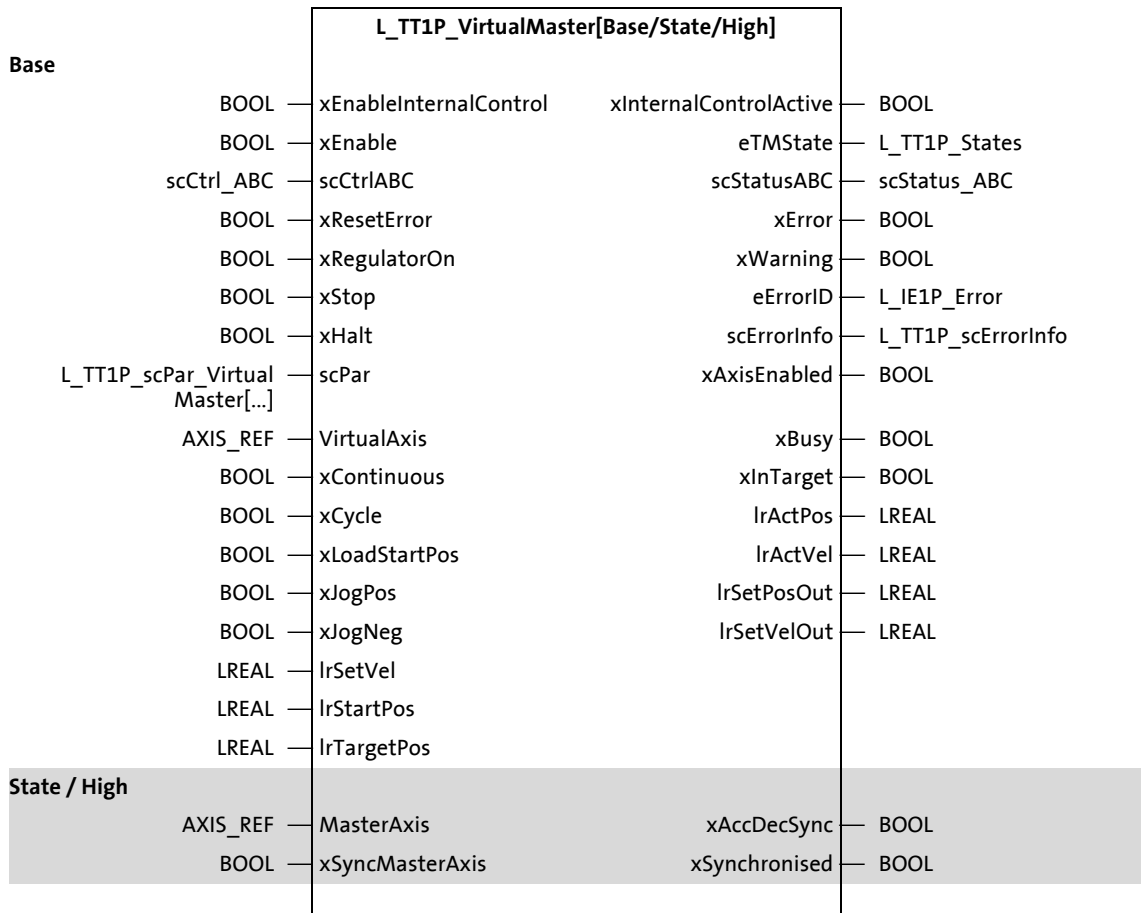 L_TT1P_VirtualMaster[Base/State/High]
Base
BOOL xEnableInternalControl xInternalControlActive BOOL
BOOL xEnable eTMState L_TT1P_States
scCtrl_ABC scCtrlABC scStatusABC scStatus_ABC
BOOL xResetError xError BOOL
BOOL xRegulatorOn xWarning BOOL
BOOL xStop eErrorID L_IE1P_Error
BOOL xHalt scErrorInfo L_TT1P_scErrorInfo
L_TT1P_scPar_Virtual scPar xAxisEnabled BOOL
Master[...]
AXIS_REF VirtualAxis xBusy BOOL
BOOL xContinuous xInTarget BOOL
BOOL xCycle lrActPos LREAL
BOOL xLoadStartPos lrActVel LREAL
BOOL xJogPos lrSetPosOut LREAL
BOOL xJogNeg lrSetVelOut LREAL
LREAL lrSetVel
LREAL lrStartPos
LREAL lrTargetPos
State / High
AXIS_REF MasterAxis xAccDecSync BOOL
BOOL xSyncMasterAxis xSynchronised BOOL